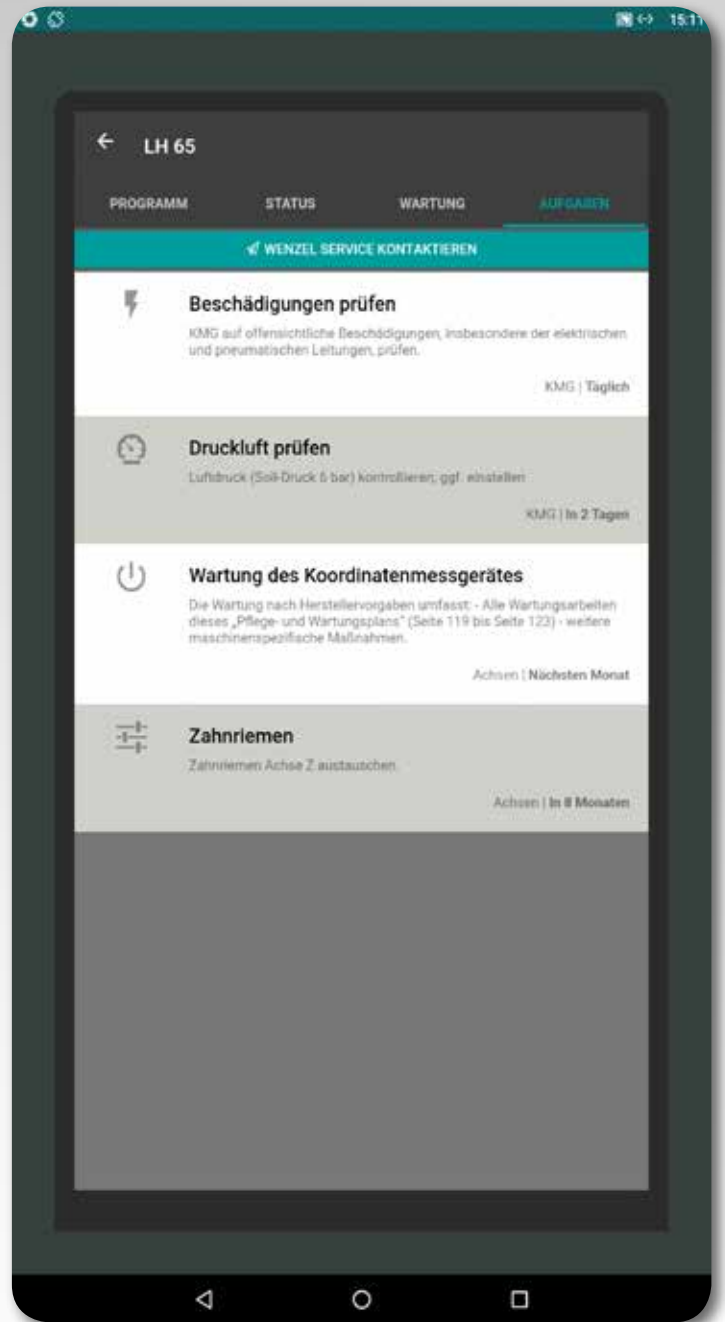 15:11
LH 65
PROGRAMM
STATUS
WARTUNG
AUFGABEN
WENZEL SERVICE KONTAKTIEREN
Beschädigungen prüfen
KMG auf offensichtliche Beschädigungen, insbesondere der elektrischen
und pneumatischen Leitungen, prüfen.
KMG | Täglich
Druckluft prüfen
Luftdruck (Soll-Druck 6 bar) kontrollieren, ggf. einstellen
KMG | In 2 Tagen
Wartung des Koordinatenmessgerätes
Die Wartung nach Herstellervorgaben umfasst: - Alle Wartungsarbeiten
dieses „Pflege- und Wartungsplans" (Seite 119 bis Seite 123) - weitere
maschinenspezifische Maßnahmen.
Achsen | Nächsten Monat
Zahnriemen
Zahnriemen Achse Z austauschen.
Achsen | In 8 Monaten